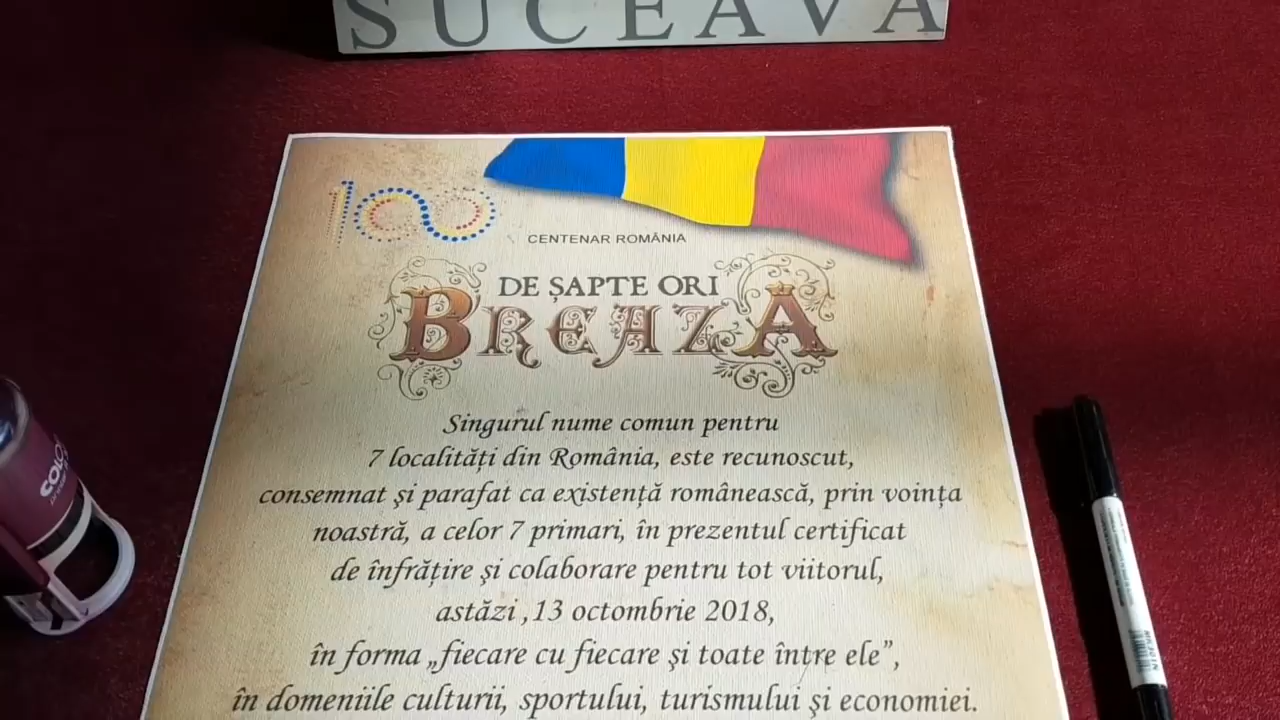 SUCEAVA
100
CENTENAR ROMÂNIA
DE ȘAPTE ORI
BREAZA
Singurul nume comun pentru
7 localități din România, este recunoscut,
consemnat și parafat ca existență românească, prin voința
noastră, a celor 7 primari, în prezentul certificat
de înfrățire și colaborare pentru tot viitorul,
astăzi ,13 octombrie 2018,
în forma „fiecare cu fiecare și toate între ele”,
în domeniile culturii, sportului, turismului și economiei.
COLO